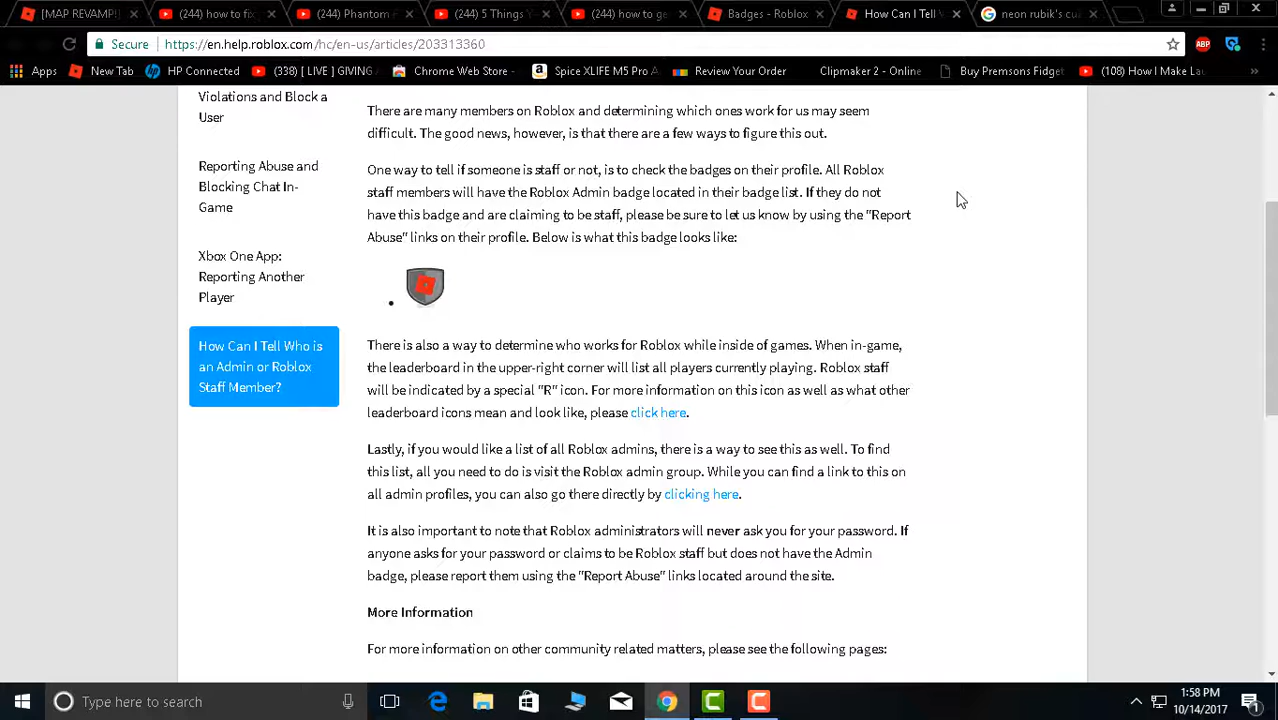 [MAP REVAMP!]
(244) how to fix
(244) Phantom F
(244) 5 Things Y
(244) how to ge
Badges - Roblox
How Can I Tell W
neon rubik's cu
Secure
https://en.help.roblox.com/hc/en-us/articles/203313360
ABP
Apps
New Tab
HP Connected
(338) [ LIVE ] GIVING
Chrome Web Store -
Spice XLIFE M5 Pro
Review Your Order
Clipmaker 2 - Online
Buy Premsons Fidget
(108) How I Make La
»
Violations and Block a
User
Reporting Abuse and
Blocking Chat In-
Game
Xbox One App:
Reporting Another
Player
How Can I Tell Who is
an Admin or Roblox
Staff Member?
There are many members on Roblox and determining which ones work for us may seem
difficult. The good news, however, is that there are a few ways to figure this out.
One way to tell if someone is staff or not, is to check the badges on their profile. All Roblox
staff members will have the Roblox Admin badge located in their badge list. If they do not
have this badge and are claiming to be staff, please be sure to let us know by using the "Report
Abuse" links on their profile. Below is what this badge looks like:
There is also a way to determine who works for Roblox while inside of games. When in-game,
the leaderboard in the upper-right corner will list all players currently playing. Roblox staff
will be indicated by a special "R" icon. For more information on this icon as well as what other
leaderboard icons mean and look like, please click here.
Lastly, if you would like a list of all Roblox admins, there is a way to see this as well. To find
this list, all you need to do is visit the Roblox admin group. While you can find a link to this on
all admin profiles, you can also go there directly by clicking here.
It is also important to note that Roblox administrators will never ask you for your password. If
anyone asks for your password or claims to be Roblox staff but does not have the Admin
badge, please report them using the "Report Abuse" links located around the site.
More Information
For more information on other community related matters, please see the following pages:
Type here to search
1:58 PM
10/14/2017
1